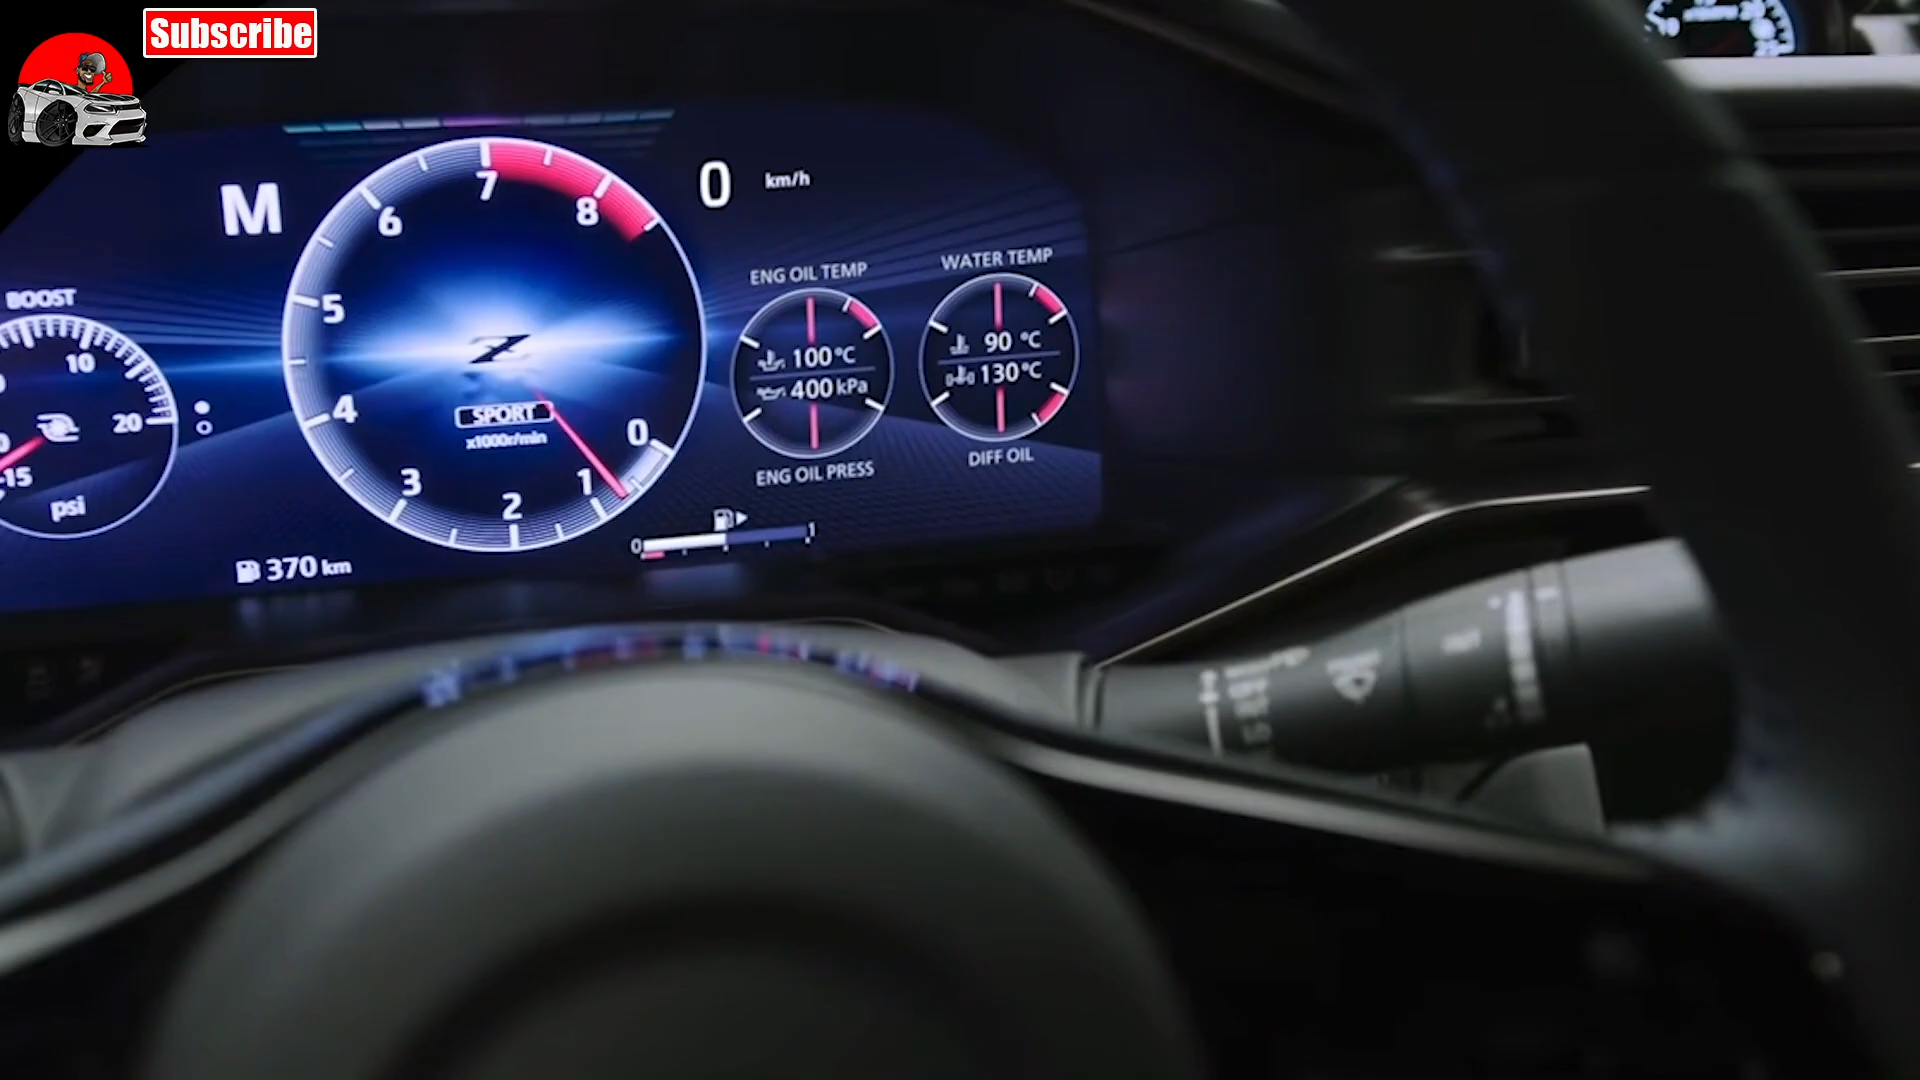 Subscribe
M
0 km/h
7
6
8
5
4
3
2
1
0
SPORT
x1000r/min
BOOST
10
20
0
-15
psi
ENG OIL TEMP
100°C
400 kPa
ENG OIL PRESS
WATER TEMP
90 °C
130°C
DIFF OIL
0
1
370 km
10